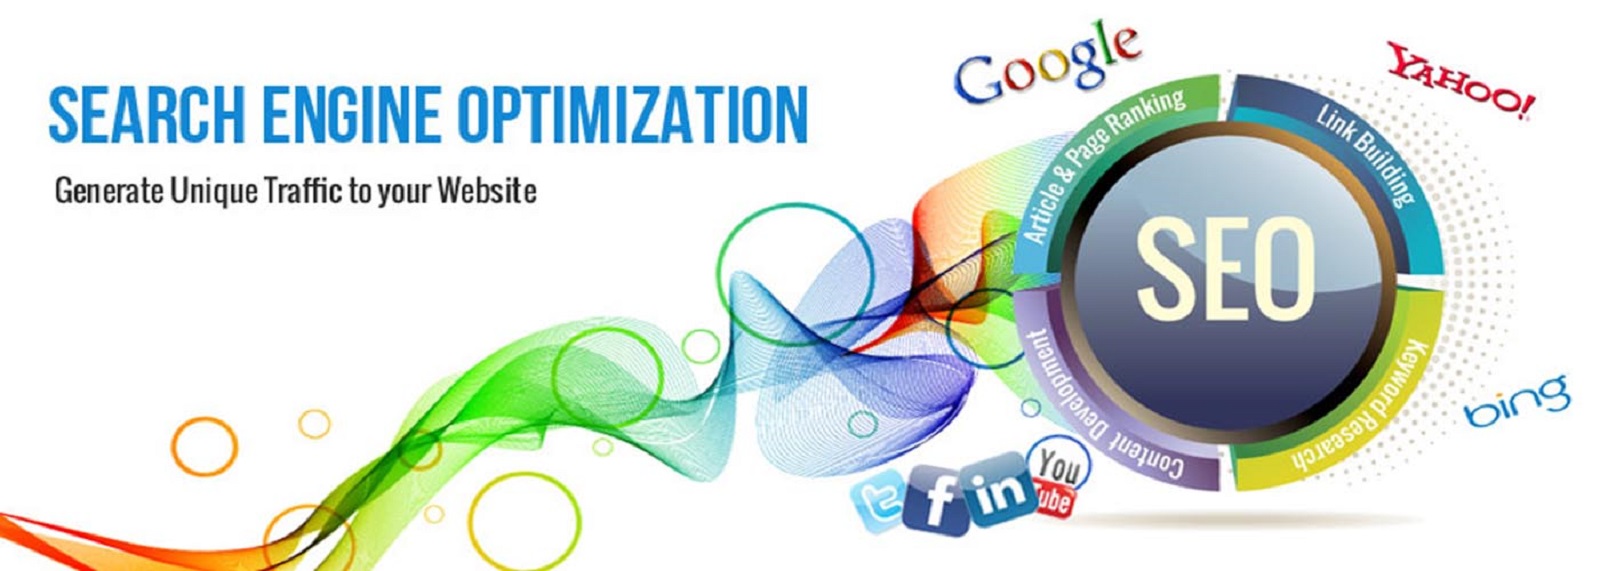 SEARCH ENGINE OPTIMIZATION
Generate Unique Traffic to your Website
Google
YAHOO!
Article & Page Ranking
Link Building
SEO
Content Development
Keyword Research
bing
t
f
in
You
Tube